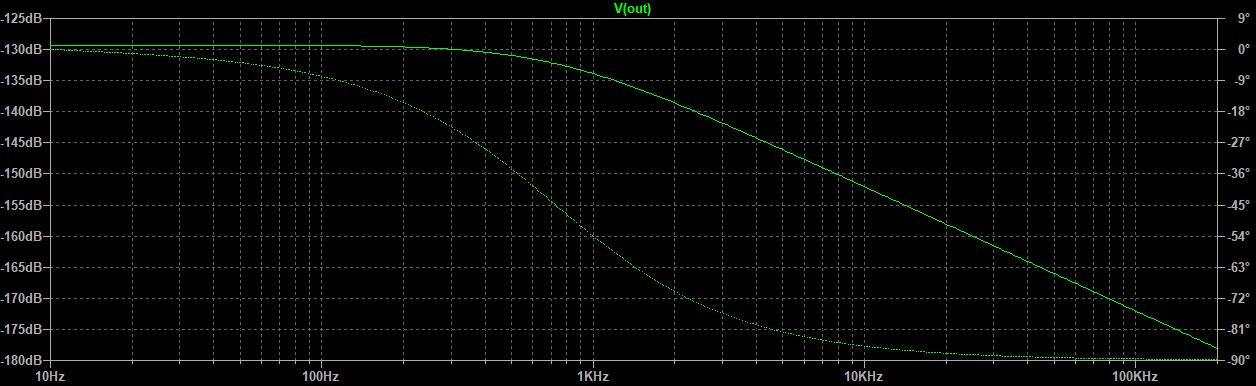 V(out)
-125dB 9°
-130dB 0°
-135dB -9°
-140dB -18°
-145dB -27°
-150dB -36°
-155dB -45°
-160dB -54°
-165dB -63°
-170dB -72°
-175dB -81°
-180dB -90°
10Hz 100Hz 1KHz 10KHz 100KHz